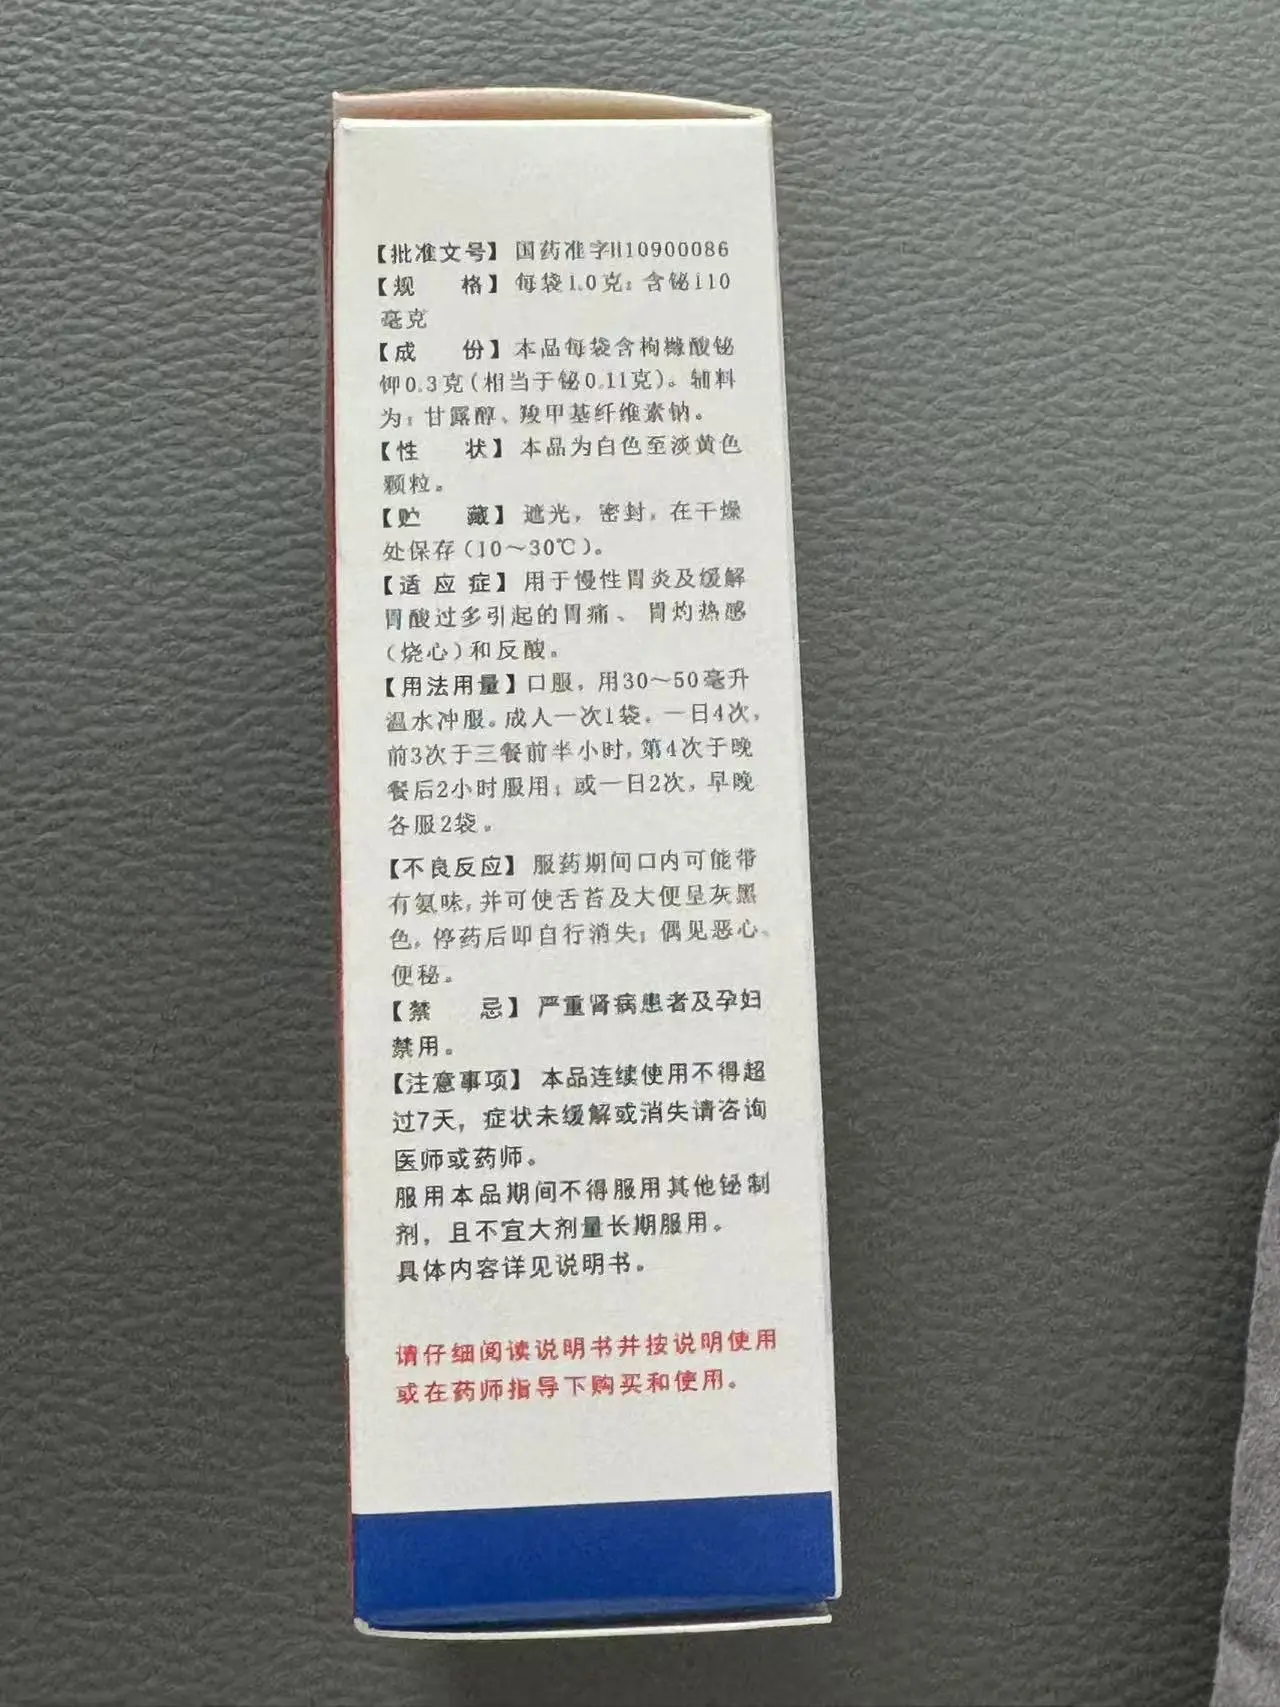 【批准文号】 国药准字H10900086
【规 格】 每袋1.0克：含铋110
毫克
【成 份】 本品每袋含枸橼酸铋
钾0.3克(相当于铋0.11克)。辅料
为：甘露醇、羧甲基纤维素钠。
【性 状】 本品为白色至淡黄色
颗粒。
【贮 藏】 遮光，密封，在干燥
处保存(10～30℃)。
【适 应 症】 用于慢性胃炎及缓解
胃酸过多引起的胃痛、胃灼热感
(烧心)和反酸。
【用法用量】口服，用30～50毫升
温水冲服。成人一次1袋，一日4次，
前3次于三餐前半小时，第4次于晚
餐后2小时服用；或一日2次，早晚
各服2袋。
【不良反应】 服药期间口内可能带
有氨味，并可使舌苔及大便呈灰黑
色，停药后即自行消失；偶见恶心、
便秘。
【禁 忌】 严重肾病患者及孕妇
禁用。
【注意事项】 本品连续使用不得超
过7天，症状未缓解或消失请咨询
医师或药师。
服用本品期间不得服用其他铋制
剂，且不宜大剂量长期服用。
具体内容详见说明书。
请仔细阅读说明书并按说明使用
或在药师指导下购买和使用。